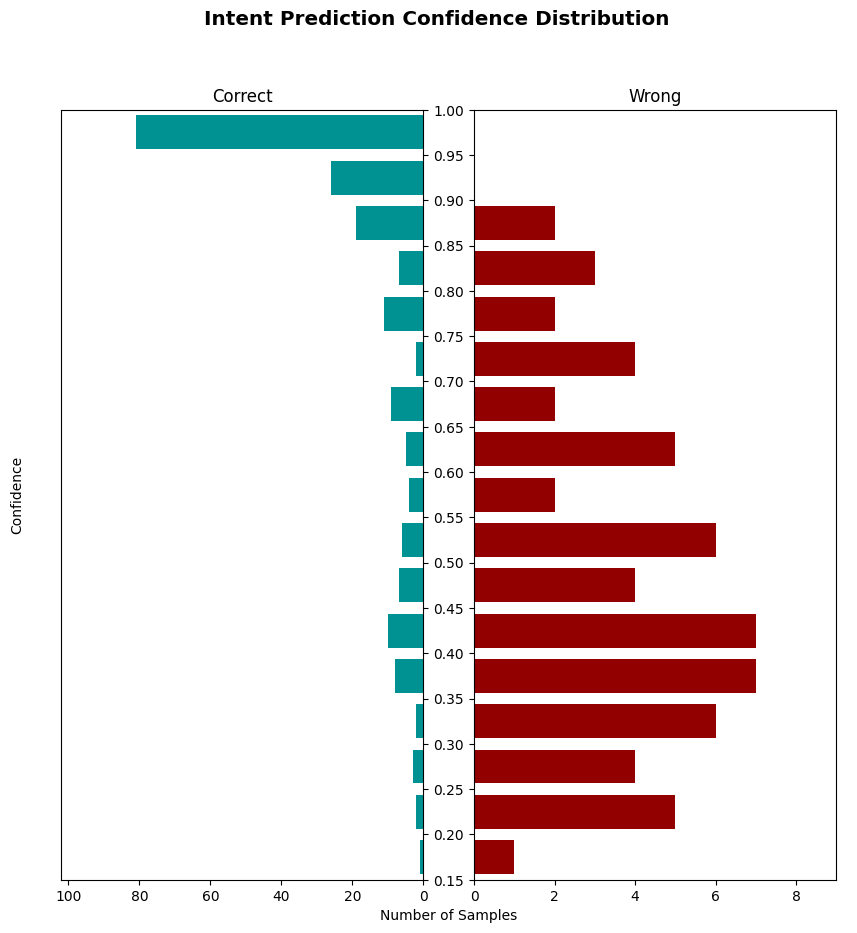 Intent Prediction Confidence Distribution
Correct
Wrong
1.00
0.95
0.90
0.85
0.80
0.75
0.70
0.65
0.60
0.55
0.50
0.45
0.40
0.35
0.30
0.25
0.20
0.15
Confidence
100 80 60 40 20 0
0 2 4 6 8
Number of Samples